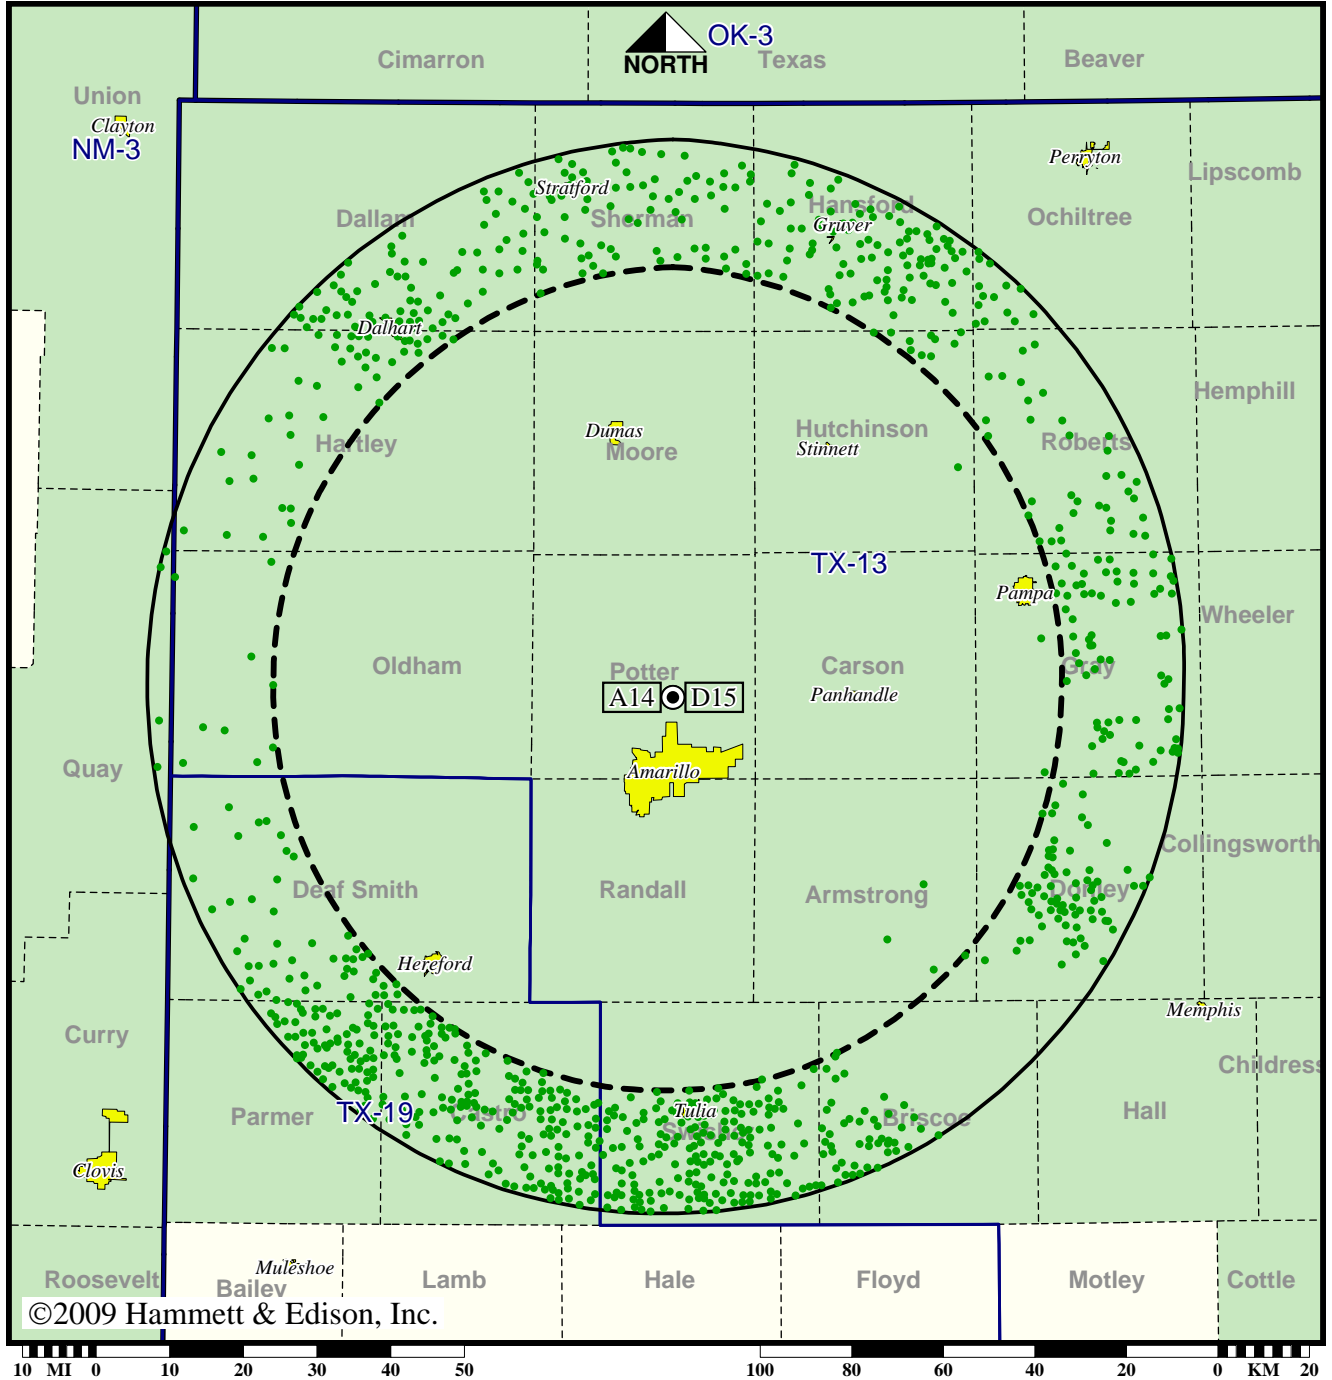 OK-3
NORTH
Cimarron
Texas
Beaver
Union
Clayton
NM-3
Perryton
Lipscomb
Stratford
Dallam
Sherman
Hansford
Gruver
Ochiltree
Dalhart
Hemphill
Dumas
Moore
Hutchinson
Stinnett
Hartley
Roberts
TX-13
Pampa
Wheeler
Oldham
Potter
Carson
Gray
A14
D15
Panhandle
Quay
Amarillo
Collingsworth
Deaf Smith
Randall
Armstrong
Donley
Hereford
Memphis
Curry
Childress
Parmer
TX-19
Castro
Tulia
Swisher
Briscoe
Hall
Clovis
Muleshoe
Roosevelt
Bailey
Lamb
Hale
Floyd
Motley
Cottle
©2009 Hammett & Edison, Inc.
10 MI 0 10 20 30 40 50 100 80 60 40 20 0 KM 20